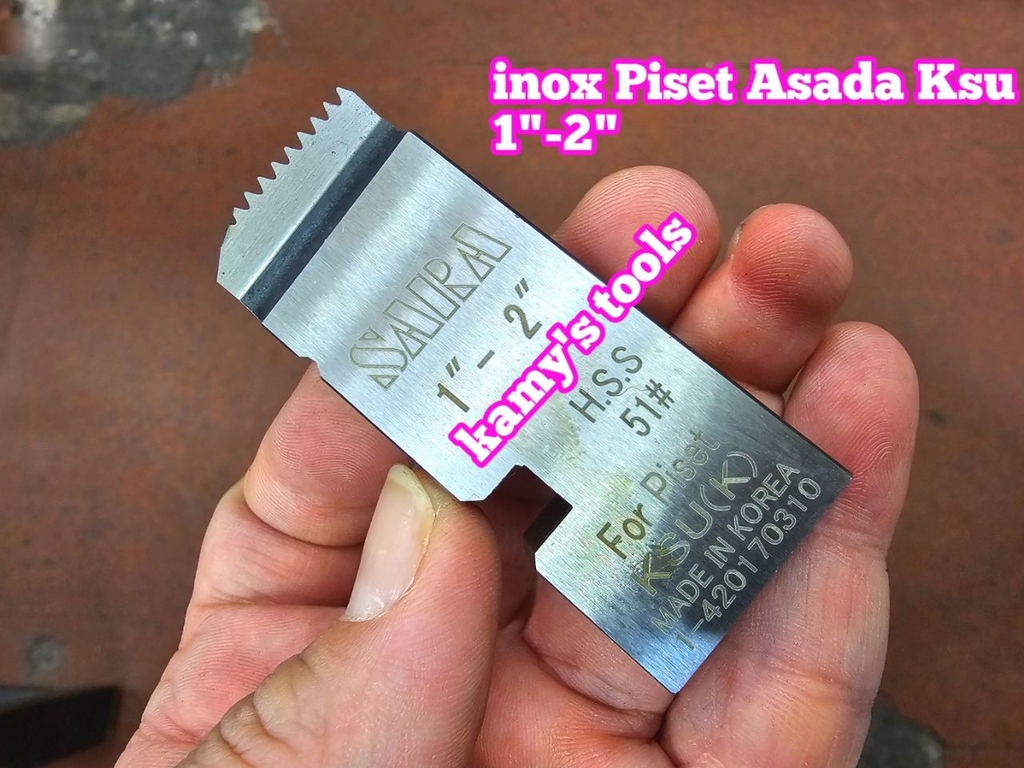 inox Piset Asada Ksu
1"-2"
kamy's tools
SAIRAI
1"- 2"
H.S.S
51#
For Piset
KSU(K)
MADE IN KOREA
1-420170310